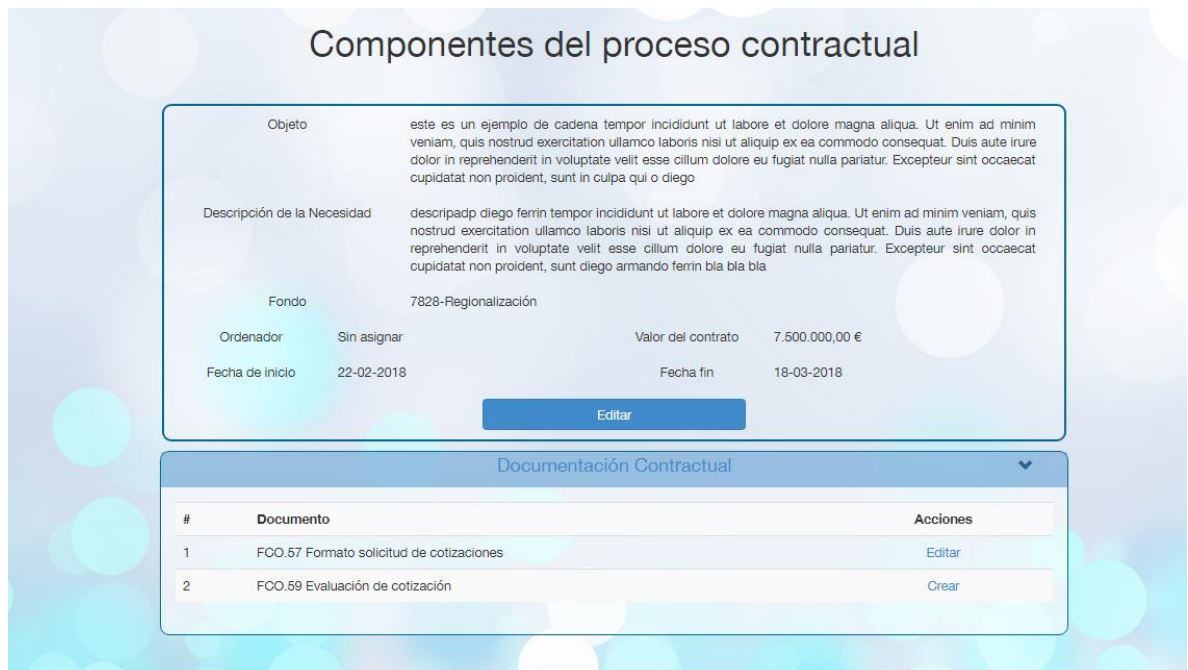 Componentes del proceso contractual
Objeto
este es un ejemplo de cadena tempor incididunt ut labore et dolore magna aliqua. Ut enim ad minim
veniam, quis nostrud exercitation ullamco laboris nisi ut aliquip ex ea commodo consequat. Duis aute irure
dolor in reprehenderit in voluptate velit esse cillum dolore eu fugiat nulla pariatur. Excepteur sint occaecat
cupidatat non proident, sunt in culpa qui o diego
Descripción de la Necesidad
descripadp diego ferrin tempor incididunt ut labore et dolore magna aliqua. Ut enim ad minim veniam, quis
nostrud exercitation ullamco laboris nisi ut aliquip ex ea commodo consequat. Duis aute irure dolor in
reprehenderit in voluptate velit esse cillum dolore eu fugiat nulla pariatur. Excepteur sint occaecat
cupidatat non proident, sunt diego armando ferrin bla bla bla
Fondo 7828-Regionalización
Ordenador Sin asignar Valor del contrato 7.500.000,00 €
Fecha de inicio 22-02-2018 Fecha fin 18-03-2018
Editar
Documentación Contractual
# Documento Acciones
1 FCO.57 Formato solicitud de cotizaciones Editar
2 FCO.59 Evaluación de cotización Crear